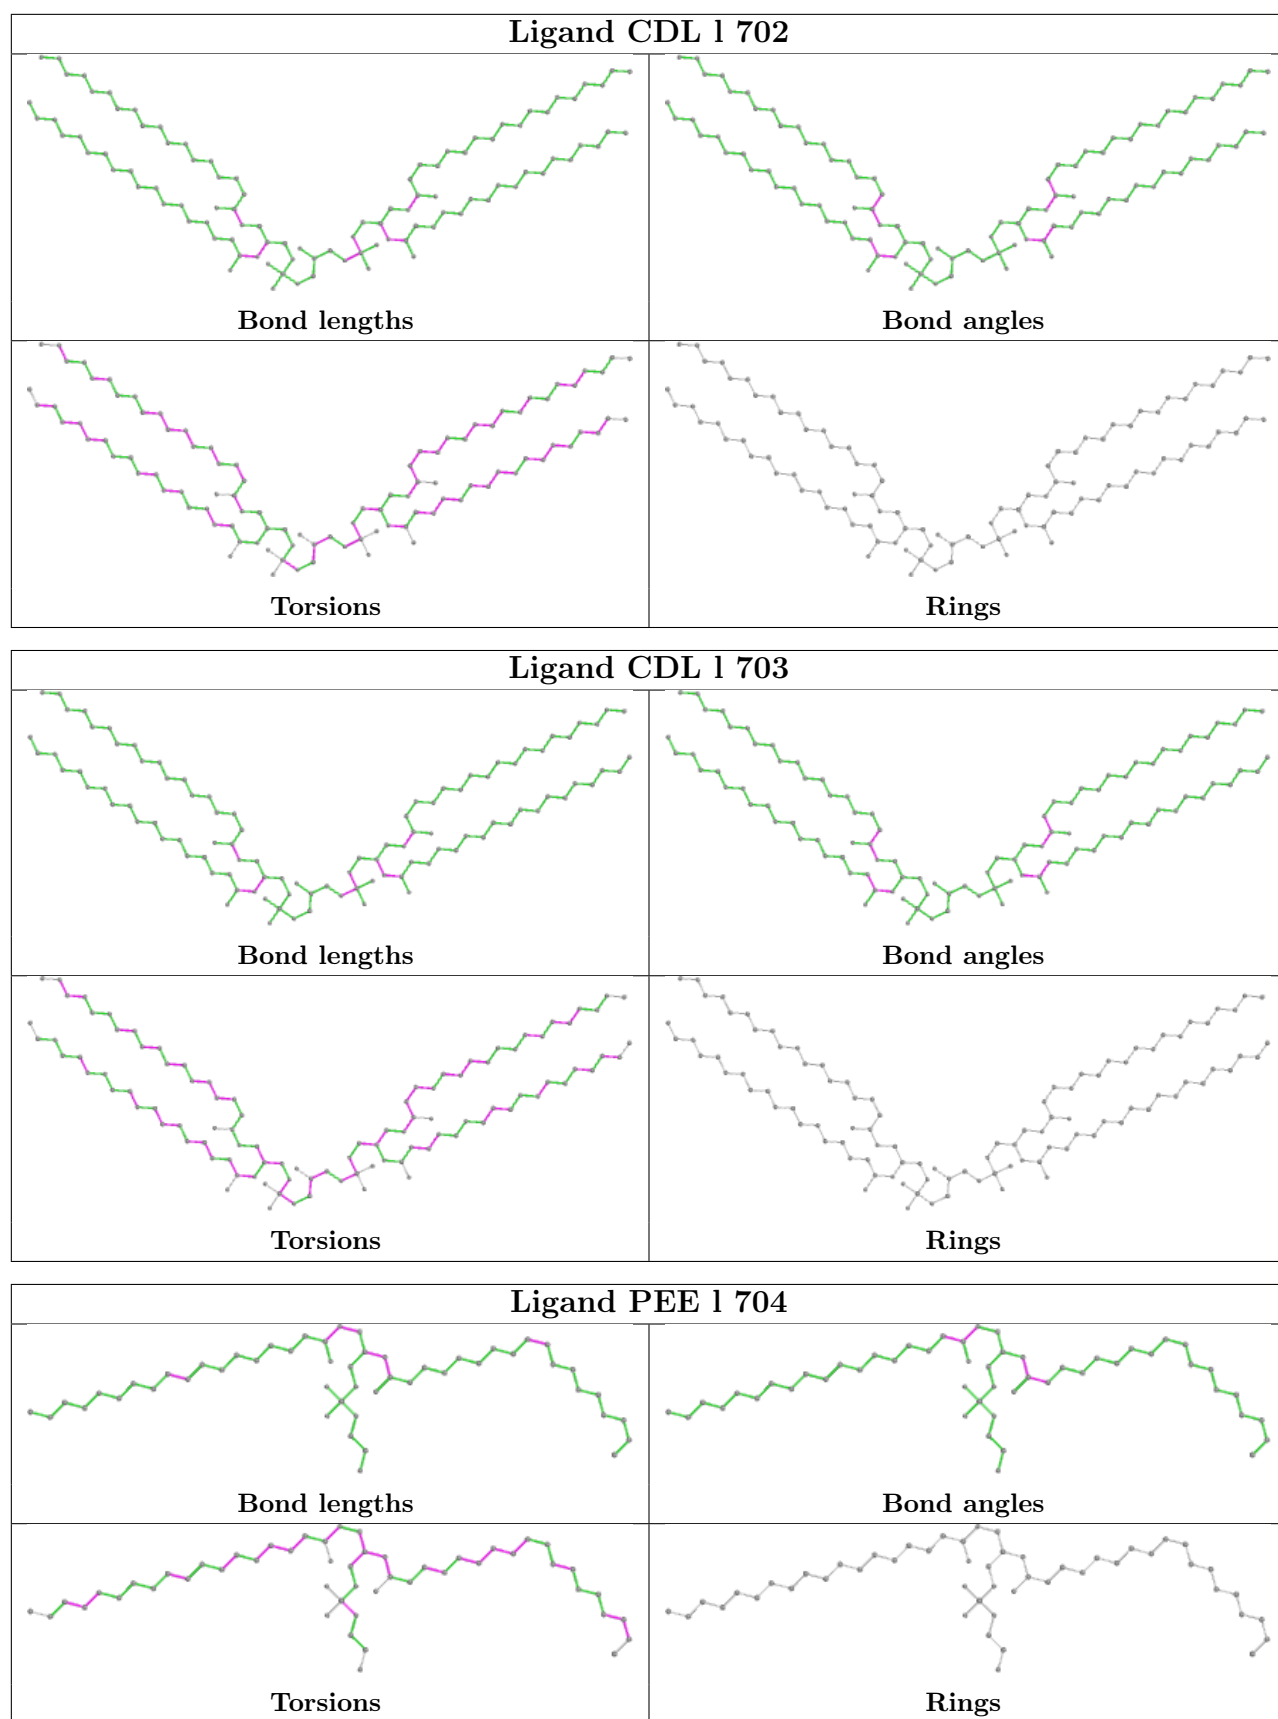 Ligand CDL l 702
Bond lengths
Bond angles
Torsions
Rings
Ligand CDL l 703
Bond lengths
Bond angles
Torsions
Rings
Ligand PEE l 704
Bond lengths
Bond angles
Torsions
Rings